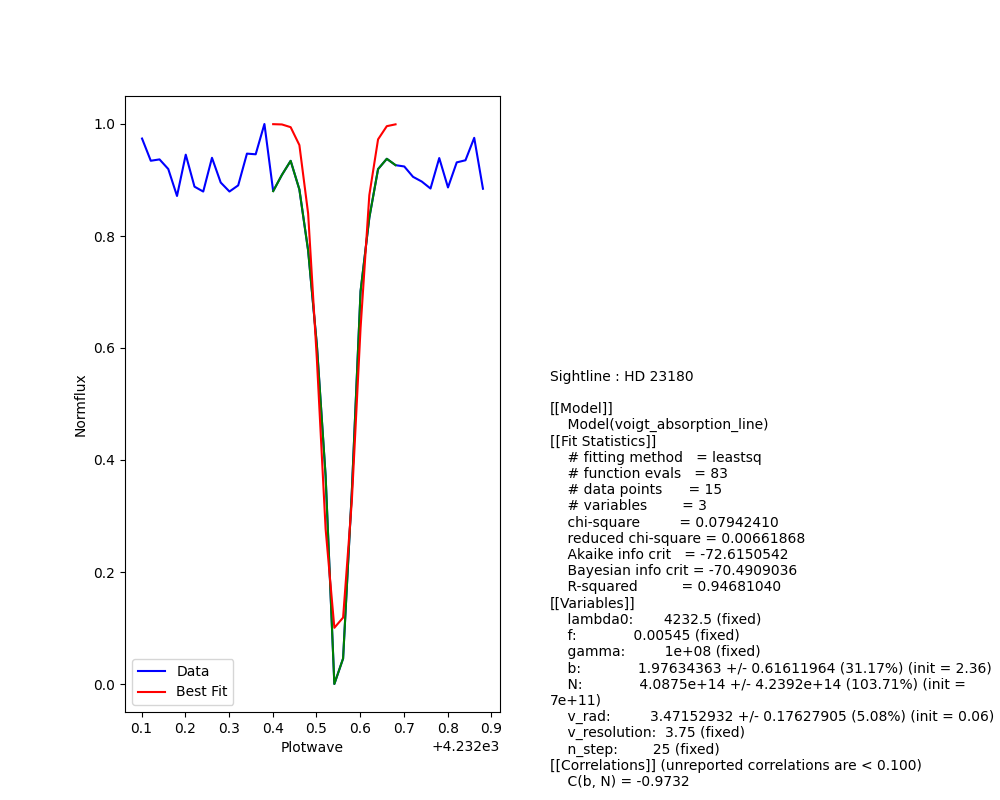 1.0
0.8
0.6
0.4
0.2
0.0
Normflux
Data
Best Fit
0.1 0.2 0.3 0.4 0.5 0.6 0.7 0.8 0.9
Plotwave
+4.232e3
Sightline : HD 23180
[[Model]]
Model(voigt_absorption_line)
[[Fit Statistics]]
# fitting method = leastsq
# function evals = 83
# data points = 15
# variables = 3
chi-square = 0.07942410
reduced chi-square = 0.00661868
Akaike info crit = -72.6150542
Bayesian info crit = -70.4909036
R-squared = 0.94681040
[[Variables]]
lambda0: 4232.5 (fixed)
f: 0.00545 (fixed)
gamma: 1e+08 (fixed)
b: 1.97634363 +/- 0.61611964 (31.17%) (init = 2.36)
N: 4.0875e+14 +/- 4.2392e+14 (103.71%) (init =
7e+11)
v_rad: 3.47152932 +/- 0.17627905 (5.08%) (init = 0.06)
v_resolution: 3.75 (fixed)
n_step: 25 (fixed)
[[Correlations]] (unreported correlations are < 0.100)
C(b, N) = -0.9732